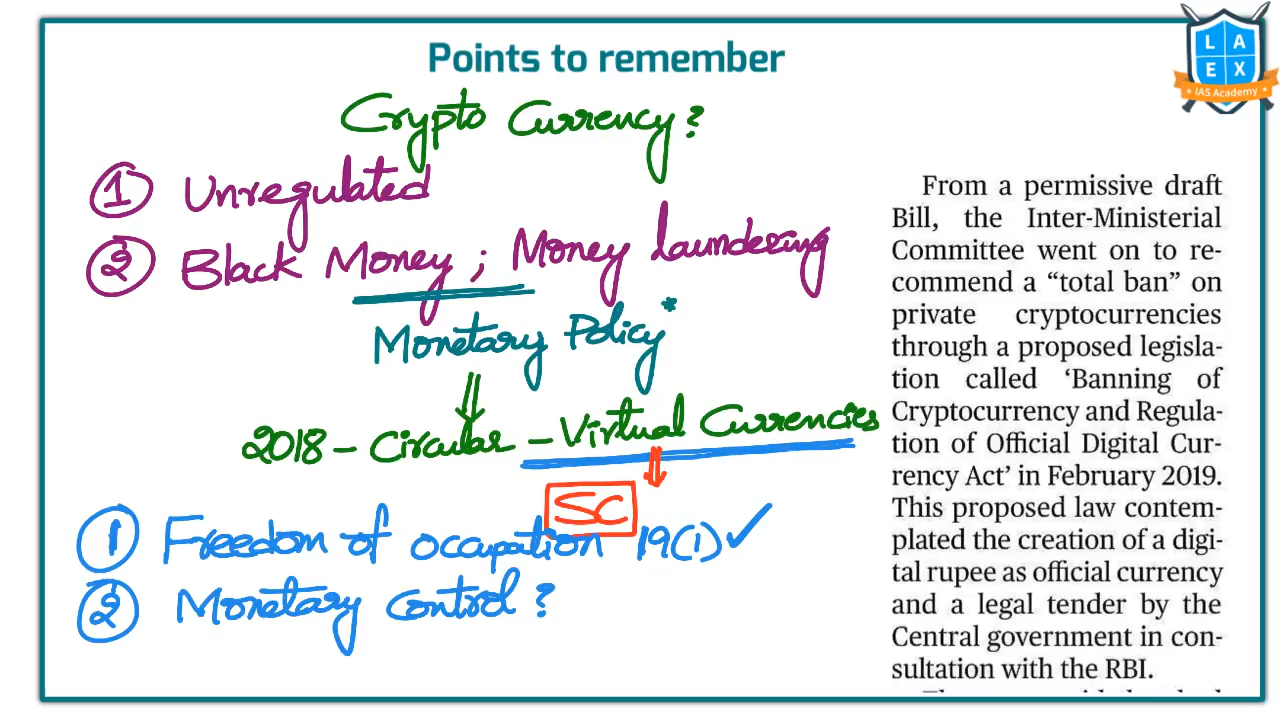 Points to remember
L A
E X
IAS Academy
Crypto Currency?
① Unregulated
② Black Money ; Money laundering
Monetary Policy*
2018 - Circular - Virtual Currencies
SC
① Freedom of occupation 19(1) ✓
② Monetary control?
From a permissive draft
Bill, the Inter-Ministerial
Committee went on to re-
commend a “total ban” on
private cryptocurrencies
through a proposed legisla-
tion called ‘Banning of
Cryptocurrency and Regula-
tion of Official Digital Cur-
rency Act’ in February 2019.
This proposed law contem-
plated the creation of a digi-
tal rupee as official currency
and a legal tender by the
Central government in con-
sultation with the RBI.